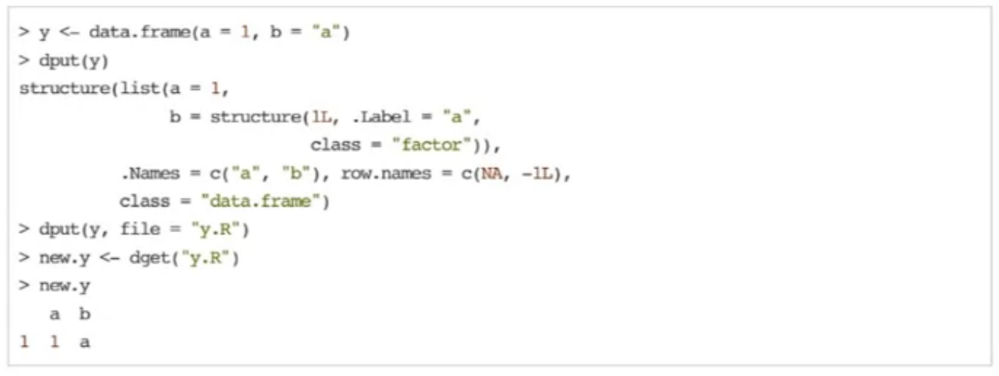 > y <- data.frame(a = 1, b = "a")
> dput(y)
structure(list(a = 1,
b = structure(1L, .Label = "a",
class = "factor")),
.Names = c("a", "b"), row.names = c(NA, -1L),
class = "data.frame")
> dput(y, file = "y.R")
> new.y <- dget("y.R")
> new.y
a b
1 1 a